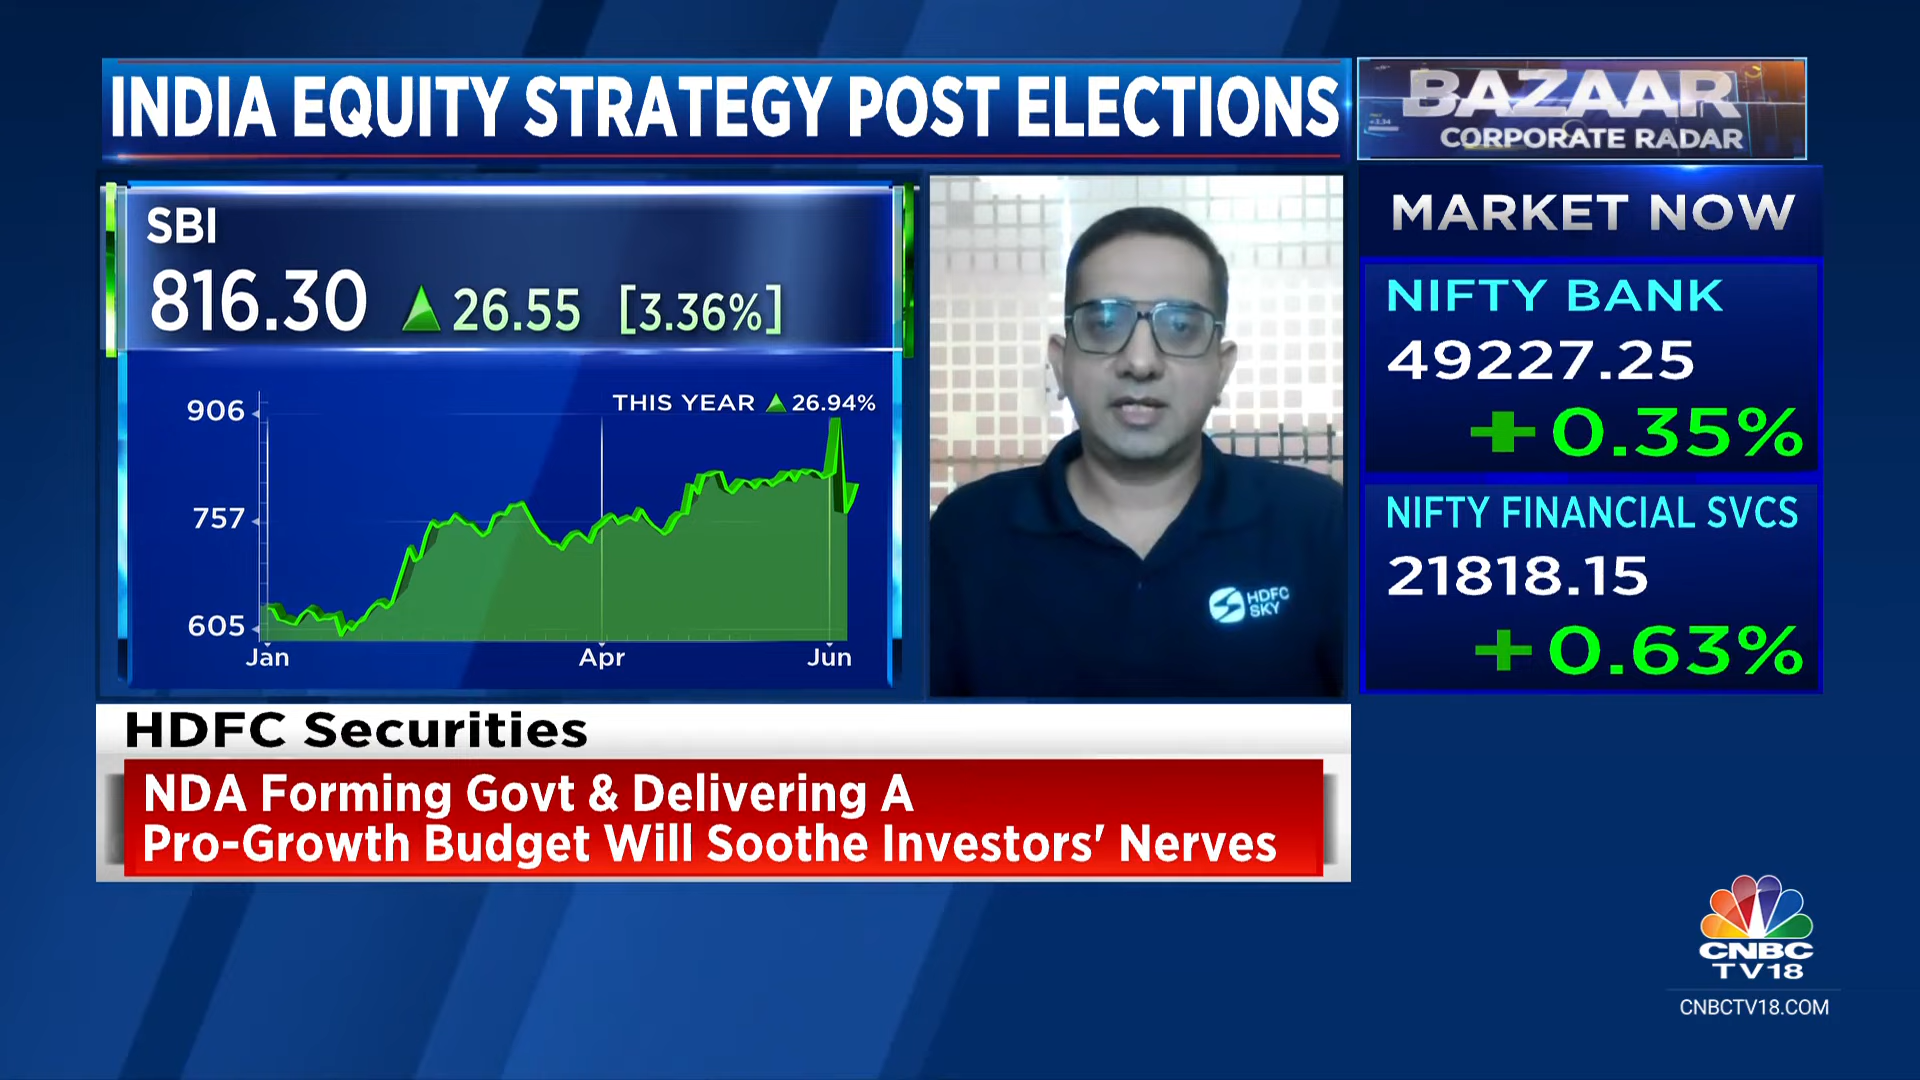 INDIA EQUITY STRATEGY POST ELECTIONS
BAZAAR
CORPORATE RADAR
SBI
816.30 ▲ 26.55 [3.36%]
THIS YEAR ▲ 26.94%
906
757
605
Jan Apr Jun
HDFC
SKY
MARKET NOW
NIFTY BANK
49227.25
+0.35%
NIFTY FINANCIAL SVCS
21818.15
+0.63%
HDFC Securities
NDA Forming Govt & Delivering A
Pro-Growth Budget Will Soothe Investors' Nerves
CNBC
TV18
CNBCTV18.COM